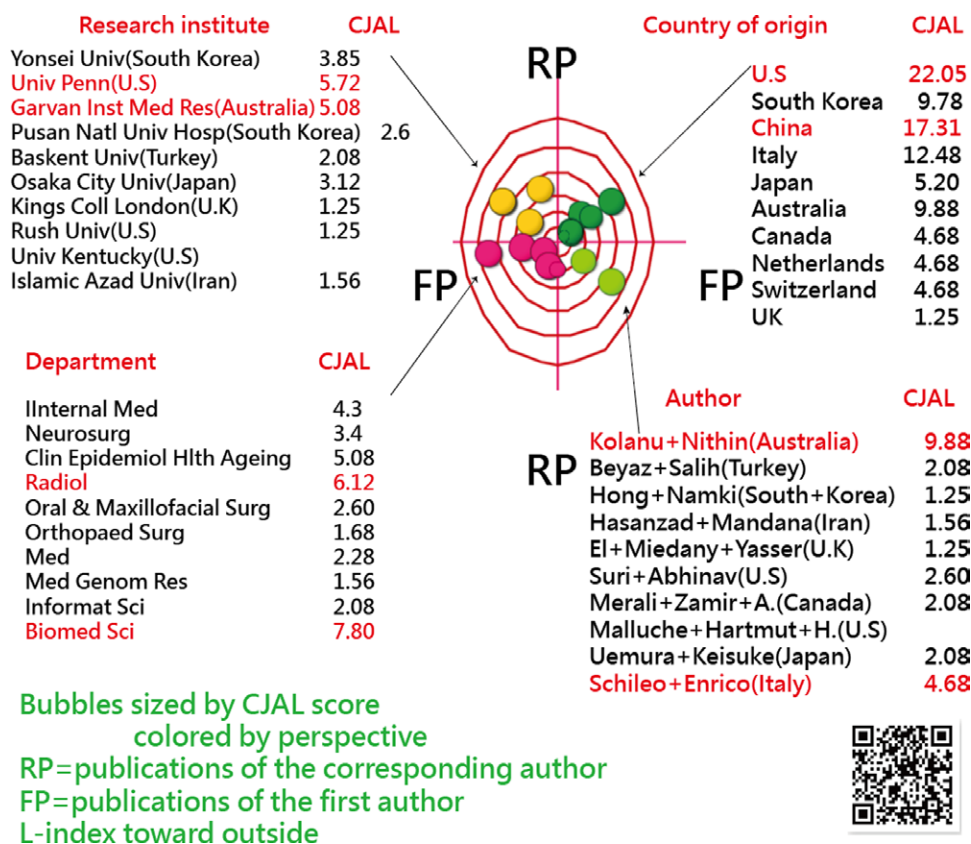 Research institute CJAL
Yonsei Univ(South Korea) 3.85
Univ Penn(U.S) 5.72
Garvan Inst Med Res(Australia) 5.08
Pusan Natl Univ Hosp(South Korea) 2.6
Baskent Univ(Turkey) 2.08
Osaka City Univ(Japan) 3.12
Kings Coll London(U.K) 1.25
Rush Univ(U.S) 1.25
Univ Kentucky(U.S)
Islamic Azad Univ(Iran) 1.56
RP
FP
FP
RP
Country of origin CJAL
U.S 22.05
South Korea 9.78
China 17.31
Italy 12.48
Japan 5.20
Australia 9.88
Canada 4.68
Netherlands 4.68
Switzerland 4.68
UK 1.25
Department CJAL
IInternal Med 4.3
Neurosurg 3.4
Clin Epidemiol Hlth Ageing 5.08
Radiol 6.12
Oral & Maxillofacial Surg 2.60
Orthopaed Surg 1.68
Med 2.28
Med Genom Res 1.56
Informat Sci 2.08
Biomed Sci 7.80
Author CJAL
Kolanu+Nithin(Australia) 9.88
Beyaz+Salih(Turkey) 2.08
Hong+Namki(South+Korea) 1.25
Hasanzad+Mandana(Iran) 1.56
El+Miedany+Yasser(U.K) 1.25
Suri+Abhinav(U.S) 2.60
Merali+Zamir+A.(Canada) 2.08
Malluche+Hartmut+H.(U.S)
Uemura+Keisuke(Japan) 2.08
Schileo+Enrico(Italy) 4.68
Bubbles sized by CJAL score
colored by perspective
RP=publications of the corresponding author
FP=publications of the first author
L-index toward outside